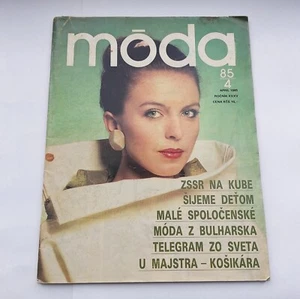 móda
85
4
ZSSR NA KUBE
ŠIJEME DEŤOM
MALÉ SPOLOČENSKÉ
MÓDA Z BULHARSKA
TELEGRAM ZO SVETA
U MAJSTRA – KOŠIKÁRA